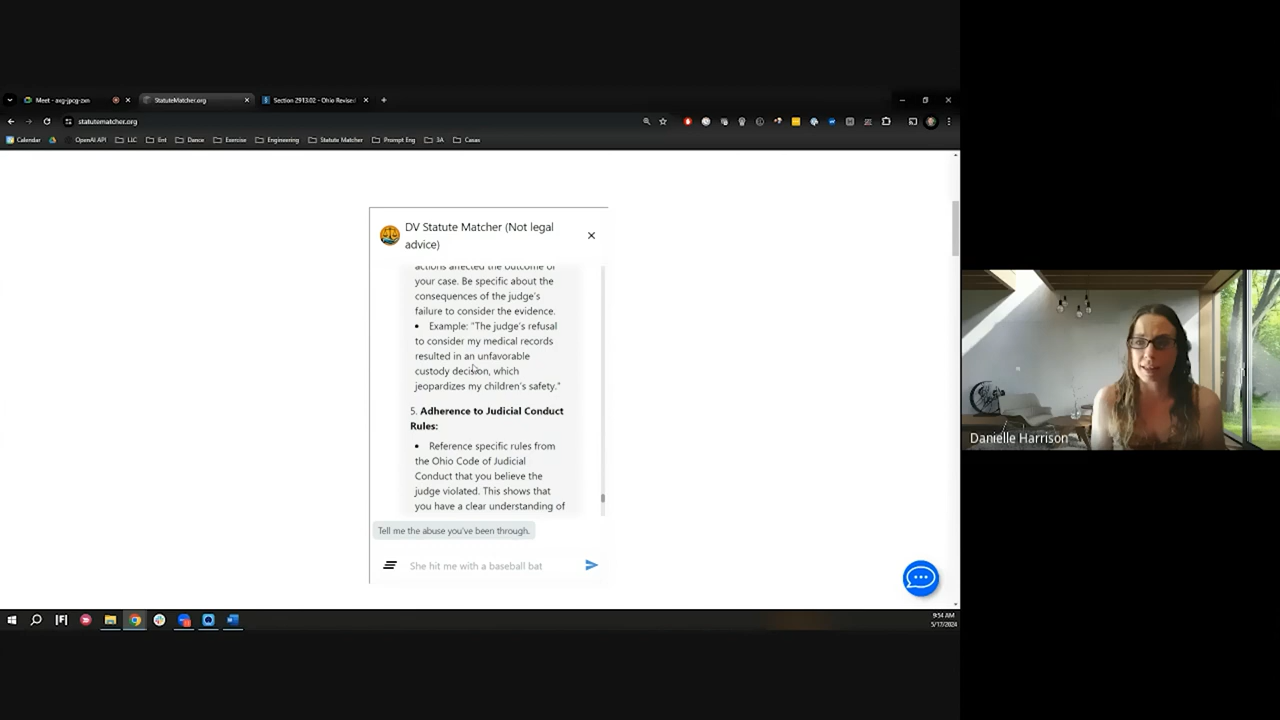 Meet - axg-jpcg-zxn
StatuteMatcher.org
Section 2913.02 - Ohio Revised
statutematcher.org
Calendar
OpenAI API
LLC
Ent
Dance
Exercise
Engineering
Statute Matcher
Prompt Eng
3A
Casas
DV Statute Matcher (Not legal
advice)
actions affected the outcome of
your case. Be specific about the
consequences of the judge's
failure to consider the evidence.
• Example: "The judge's refusal
to consider my medical records
resulted in an unfavorable
custody decision, which
jeopardizes my children's safety."
5. Adherence to Judicial Conduct
Rules:
• Reference specific rules from
the Ohio Code of Judicial
Conduct that you believe the
judge violated. This shows that
you have a clear understanding of
Tell me the abuse you've been through.
She hit me with a baseball bat
Danielle Harrison
9:54 AM
5/17/2024